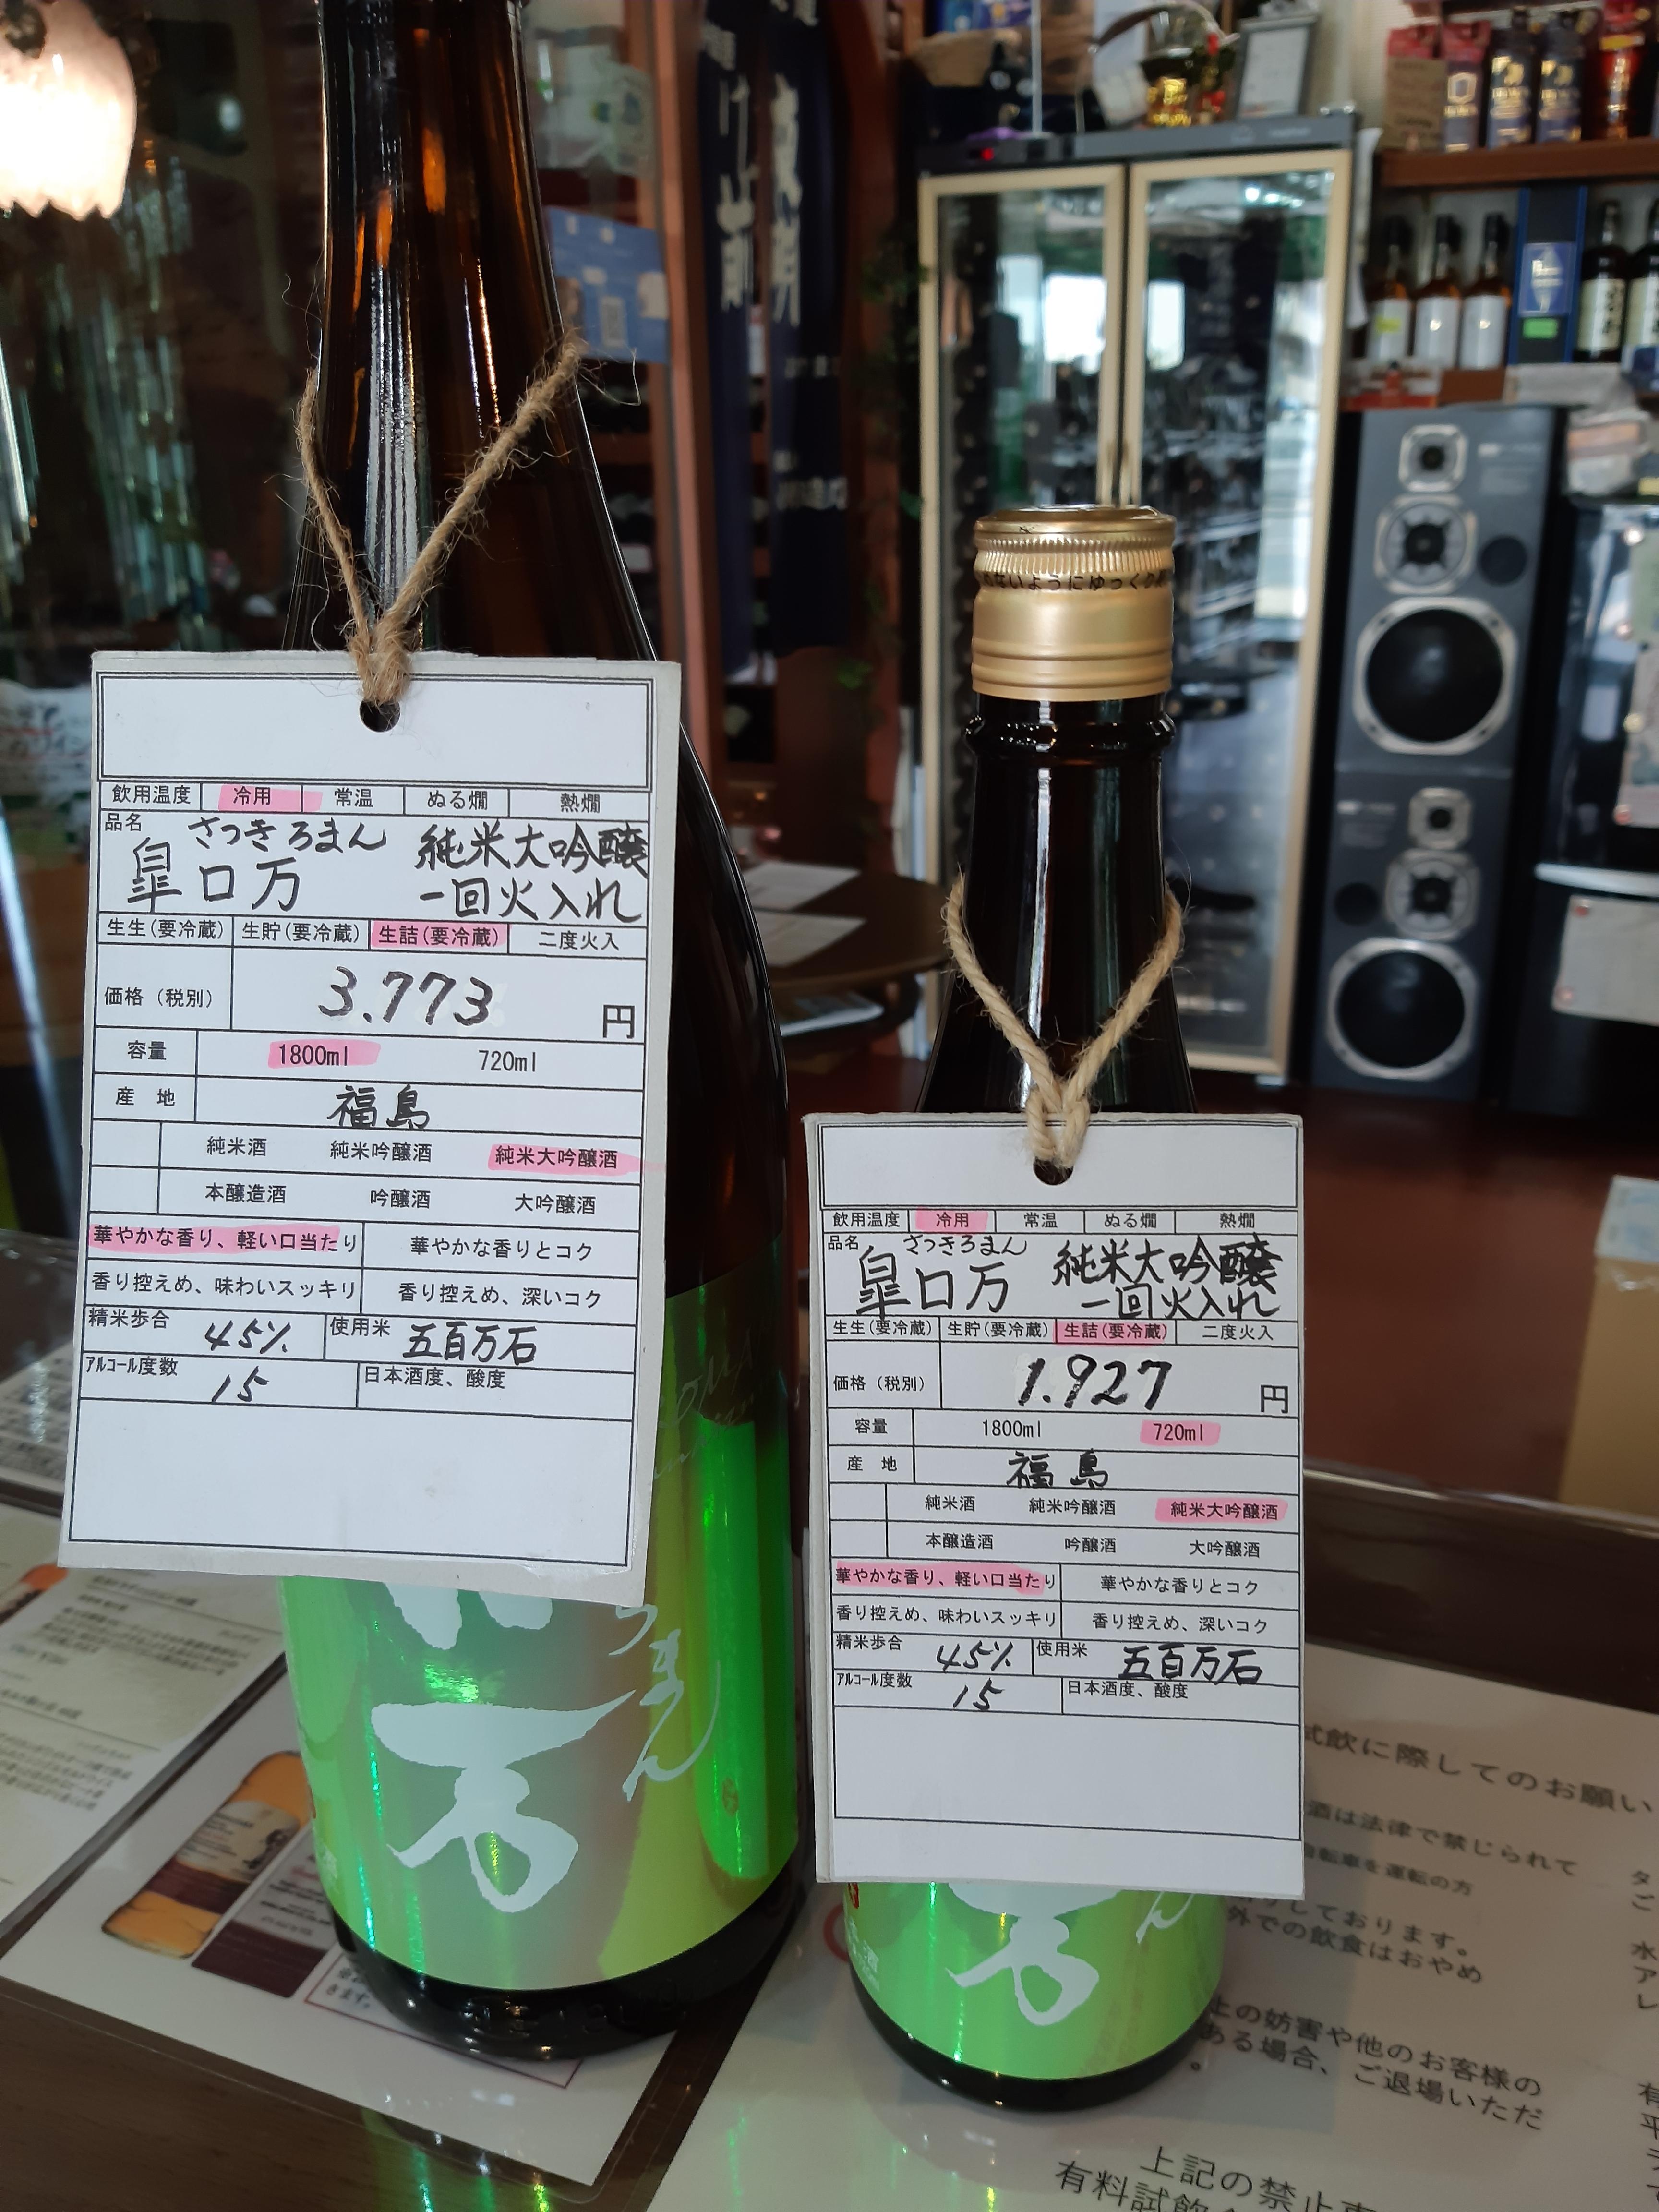 飲用温度 冷用 常温 ぬる燗 熱燗
品名 さつきろまん 純米大吟醸
皐ロ万 一回火入れ
生生(要冷蔵) 生貯(要冷蔵) 生詰(要冷蔵) 二度火入
価格（税別） 3.773 円
容量 1800ml 720ml
産 地 福島
純米酒 純米吟醸酒 純米大吟醸酒
本醸造酒 吟醸酒 大吟醸酒
華やかな香り、軽い口当たり 華やかな香りとコク
香り控えめ、味わいスッキリ 香り控えめ、深いコク
精米歩合 45% 使用米 五百万石
ｱﾙｺｰﾙ度数 15 日本酒度、酸度
まん
万
ないようにゆっく
飲用温度 冷用 常温 ぬる燗 熱燗
品名 さつきろまん 純米大吟醸
皐ロ万 一回火入れ
生生(要冷蔵) 生貯(要冷蔵) 生詰(要冷蔵) 二度火入
価格（税別） 1.927 円
容量 1800ml 720ml
産 地 福島
純米酒 純米吟醸酒 純米大吟醸酒
本醸造酒 吟醸酒 大吟醸酒
華やかな香り、軽い口当たり 華やかな香りとコク
香り控えめ、味わいスッキリ 香り控えめ、深いコク
精米歩合 45% 使用米 五百万石
ｱﾙｺｰﾙ度数 15 日本酒度、酸度
万
ん
試飲に際してのお願い
酒は法律で禁じられて
自転車を運転の方
しております。
外での飲食はおやめ
上の妨害や他のお客様の
ある場合、ご退場いただ
。
上記の禁止事
有料試飲